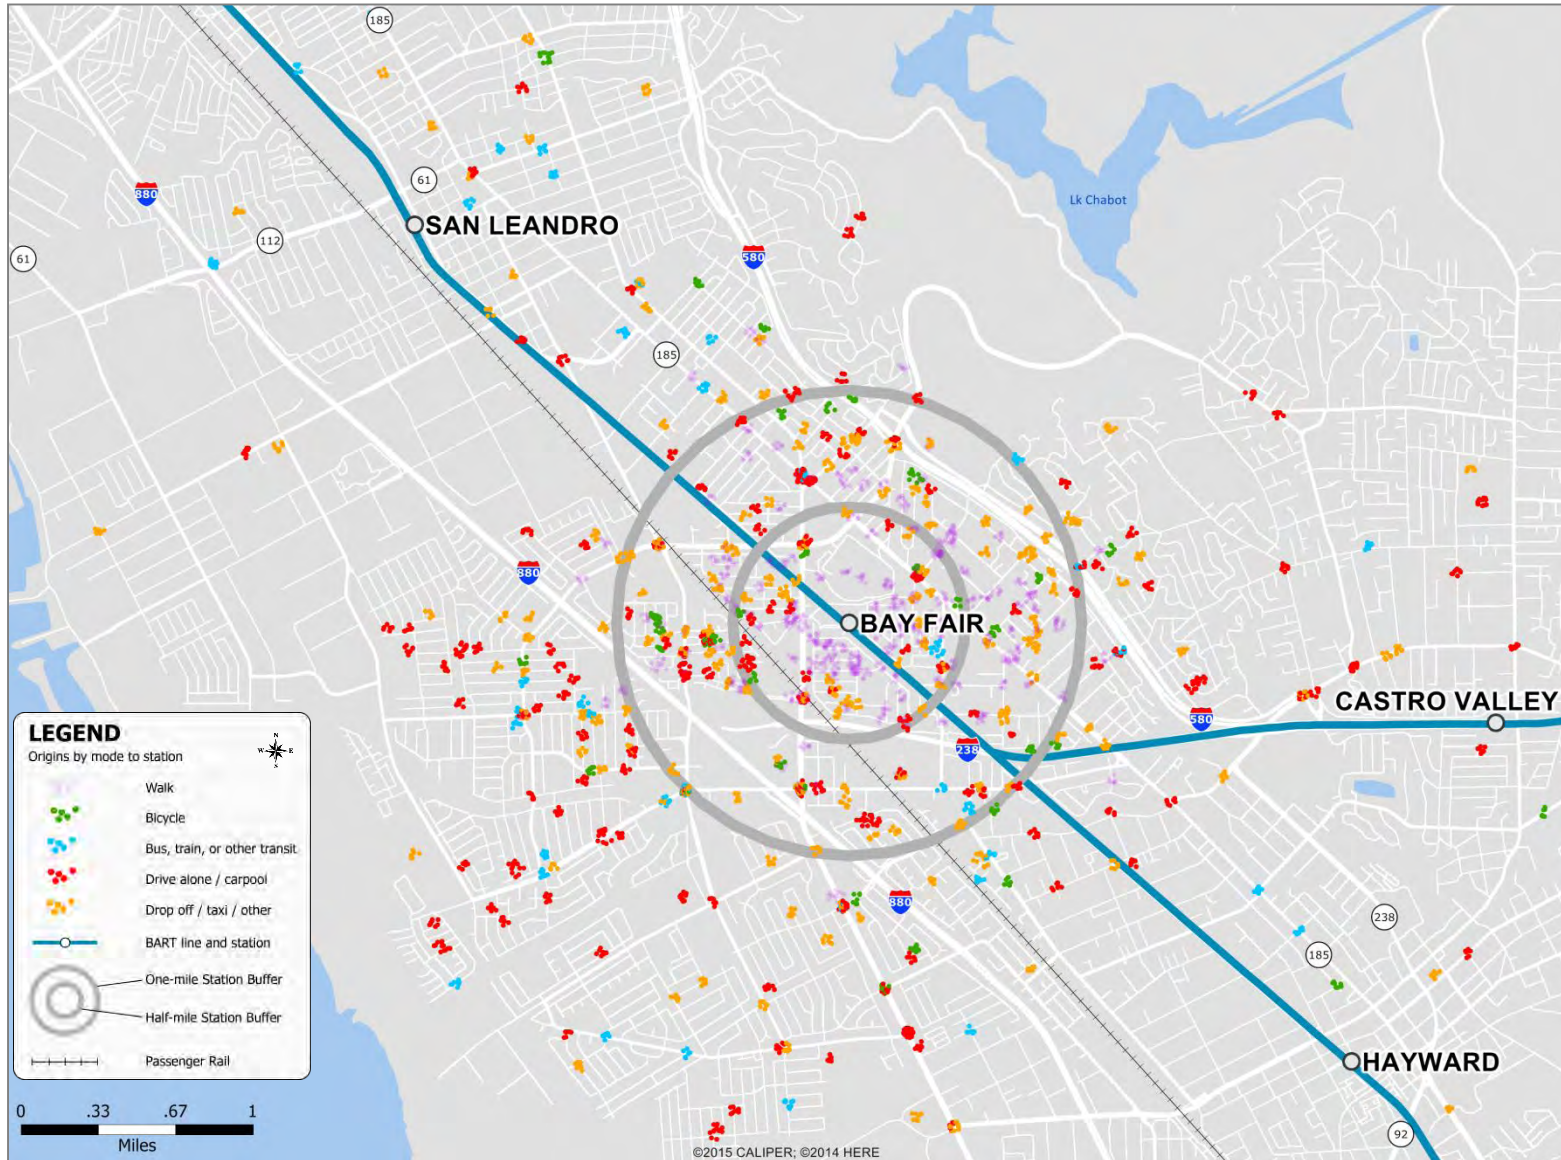 185
880
61
SAN LEANDRO
112
61
580
Lk Chabot
185
880
BAY FAIR
CASTRO VALLEY
580
238
LEGEND
Origins by mode to station
N
W
E
S
Walk
Bicycle
Bus, train, or other transit
Drive alone / carpool
Drop off / taxi / other
BART line and station
One-mile Station Buffer
Half-mile Station Buffer
Passenger Rail
880
238
185
HAYWARD
92
0 .33 .67 1
Miles
©2015 CALIPER; ©2014 HERE